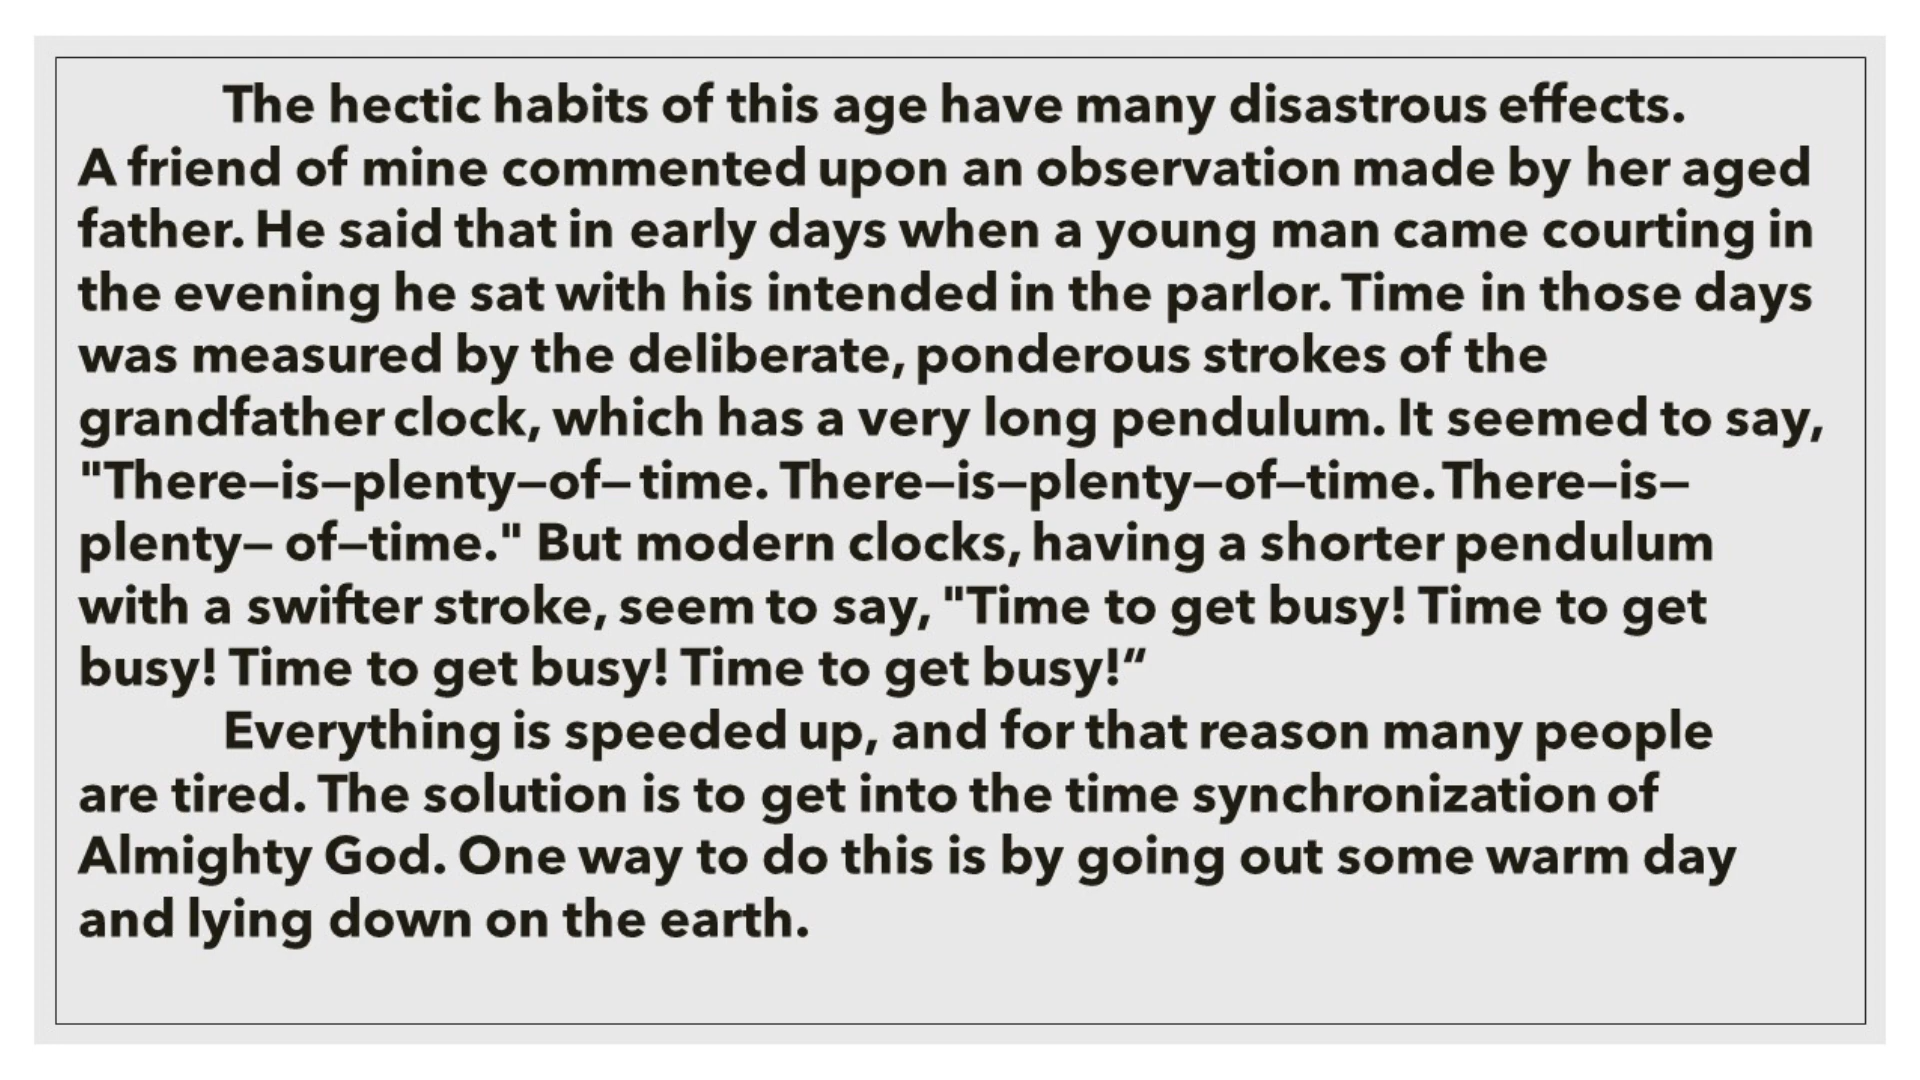 The hectic habits of this age have many disastrous effects.
A friend of mine commented upon an observation made by her aged
father. He said that in early days when a young man came courting in
the evening he sat with his intended in the parlor. Time in those days
was measured by the deliberate, ponderous strokes of the
grandfather clock, which has a very long pendulum. It seemed to say,
"There–is–plenty–of– time. There–is–plenty–of–time. There–is–
plenty– of–time." But modern clocks, having a shorter pendulum
with a swifter stroke, seem to say, "Time to get busy! Time to get
busy! Time to get busy! Time to get busy!“
Everything is speeded up, and for that reason many people
are tired. The solution is to get into the time synchronization of
Almighty God. One way to do this is by going out some warm day
and lying down on the earth.